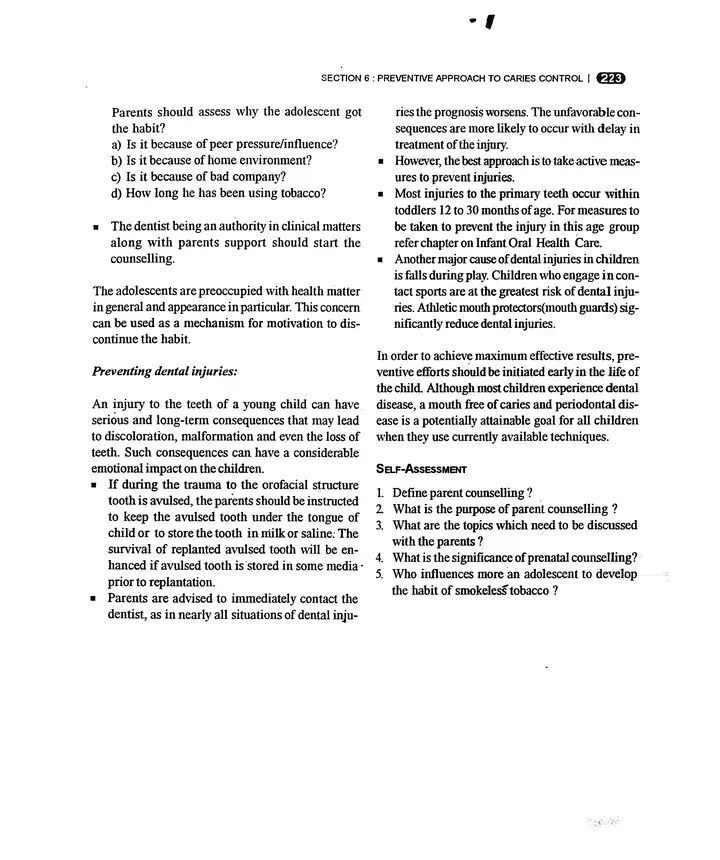 SECTION 6 : PREVENTIVE APPROACH TO CARIES CONTROL | 223
Parents should assess why the adolescent got
the habit?
a) Is it because of peer pressure/influence?
b) Is it because of home environment?
c) Is it because of bad company?
d) How long he has been using tobacco?
▪ The dentist being an authority in clinical matters
along with parents support should start the
counselling.
The adolescents are preoccupied with health matter
in general and appearance in particular. This concern
can be used as a mechanism for motivation to dis-
continue the habit.
Preventing dental injuries:
An injury to the teeth of a young child can have
serious and long-term consequences that may lead
to discoloration, malformation and even the loss of
teeth. Such consequences can have a considerable
emotional impact on the children.
▪ If during the trauma to the orofacial structure
tooth is avulsed, the parents should be instructed
to keep the avulsed tooth under the tongue of
child or to store the tooth in milk or saline. The
survival of replanted avulsed tooth will be en-
hanced if avulsed tooth is stored in some media
prior to replantation.
▪ Parents are advised to immediately contact the
dentist, as in nearly all situations of dental inju-
ries the prognosis worsens. The unfavorable con-
sequences are more likely to occur with delay in
treatment of the injury.
▪ However, the best approach is to take active meas-
ures to prevent injuries.
▪ Most injuries to the primary teeth occur within
toddlers 12 to 30 months of age. For measures to
be taken to prevent the injury in this age group
refer chapter on Infant Oral Health Care.
▪ Another major cause of dental injuries in children
is falls during play. Children who engage in con-
tact sports are at the greatest risk of dental inju-
ries. Athletic mouth protectors(mouth guards) sig-
nificantly reduce dental injuries.
In order to achieve maximum effective results, pre-
ventive efforts should be initiated early in the life of
the child. Although most children experience dental
disease, a mouth free of caries and periodontal dis-
ease is a potentially attainable goal for all children
when they use currently available techniques.
SELF-ASSESSMENT
1. Define parent counselling ?
2. What is the purpose of parent counselling ?
3. What are the topics which need to be discussed
with the parents ?
4. What is the significance of prenatal counselling?
5. Who influences more an adolescent to develop
the habit of smokeless tobacco ?